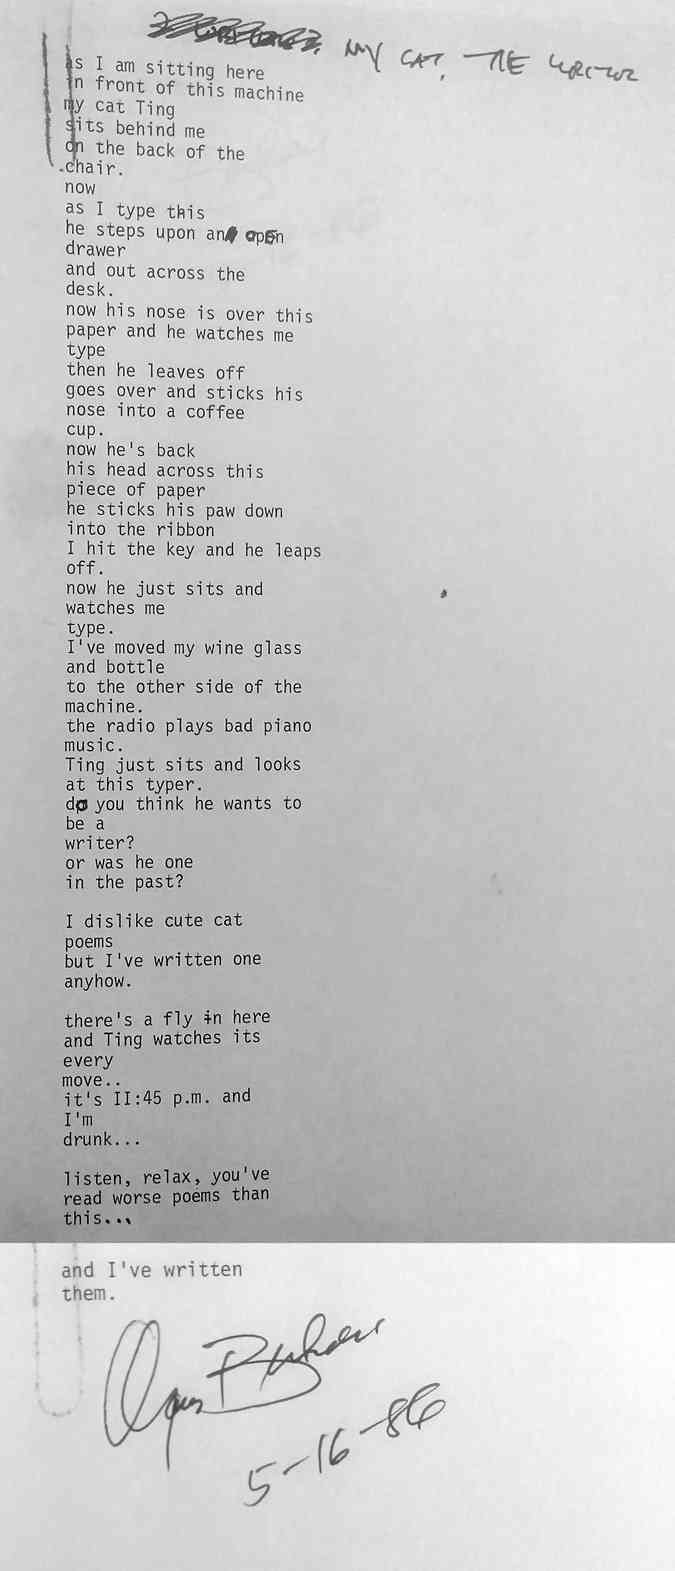 MY CAT, THE WRITER
as I am sitting here
in front of this machine
my cat Ting
sits behind me
on the back of the
chair.
now
as I type this
he steps upon an open
drawer
and out across the
desk.
now his nose is over this
paper and he watches me
type
then he leaves off
goes over and sticks his
nose into a coffee
cup.
now he's back
his head across this
piece of paper
he sticks his paw down
into the ribbon
I hit the key and he leaps
off.
now he just sits and
watches me
type.
I've moved my wine glass
and bottle
to the other side of the
machine.
the radio plays bad piano
music.
Ting just sits and looks
at this typer.
do you think he wants to
be a
writer?
or was he one
in the past?
I dislike cute cat
poems
but I've written one
anyhow.
there's a fly in here
and Ting watches its
every
move..
it's II:45 p.m. and
I'm
drunk...
listen, relax, you've
read worse poems than
this...
and I've written
them.
5-16-86